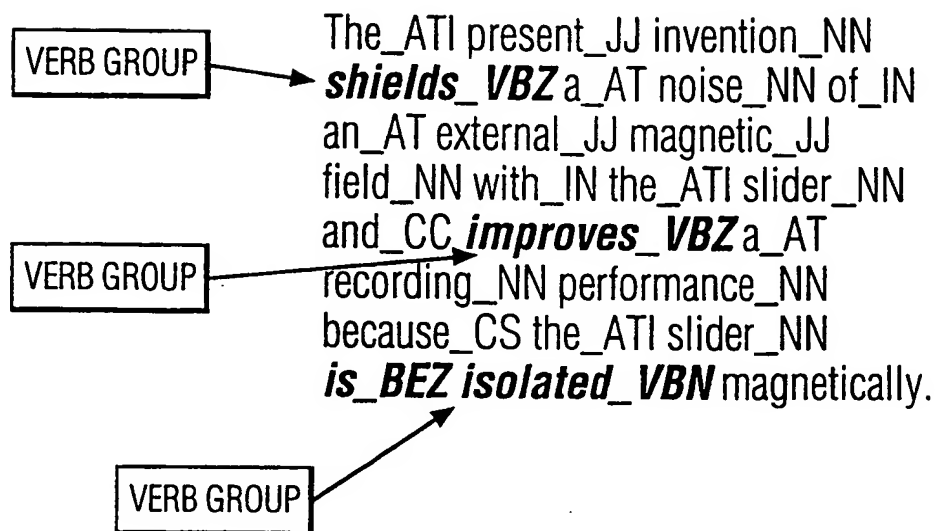 The_ATI present_JJ invention_NN
VERB GROUP
shields_VBZ a_AT noise_NN of_IN
an_AT external_JJ magnetic_JJ
field_NN with_IN the_ATI slider_NN
and_CC improves_VBZ a_AT
VERB GROUP
recording_NN performance_NN
because_CS the_ATI slider_NN
is_BEZ isolated_VBN magnetically.
VERB GROUP